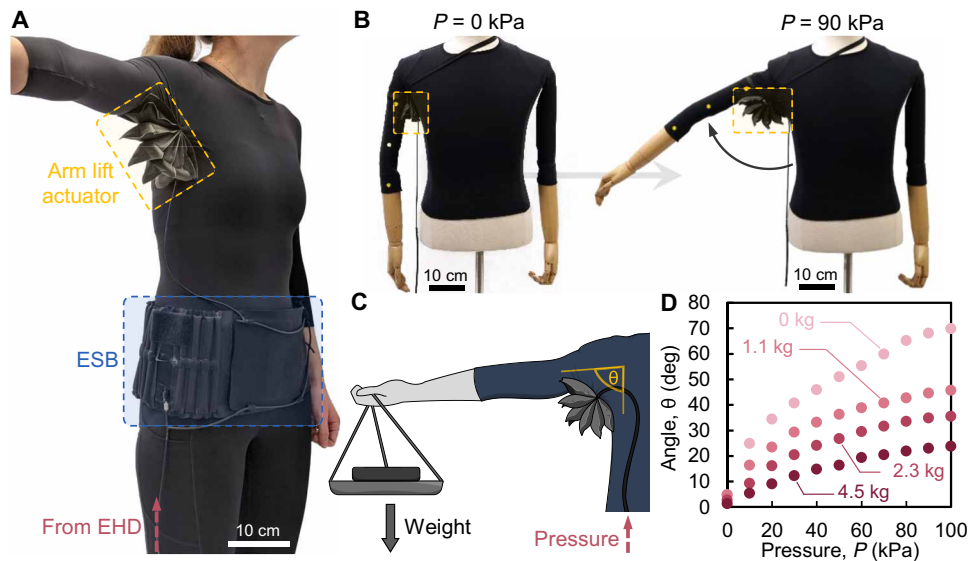 A
Arm lift
actuator
ESB
From EHD
10 cm
B
P = 0 kPa
P = 90 kPa
10 cm
10 cm
C
θ
Weight
Pressure
D
80
70
60
50
40
30
20
10
0
Angle, θ (deg)
0 kg
1.1 kg
2.3 kg
4.5 kg
0 20 40 60 80 100
Pressure, P (kPa)